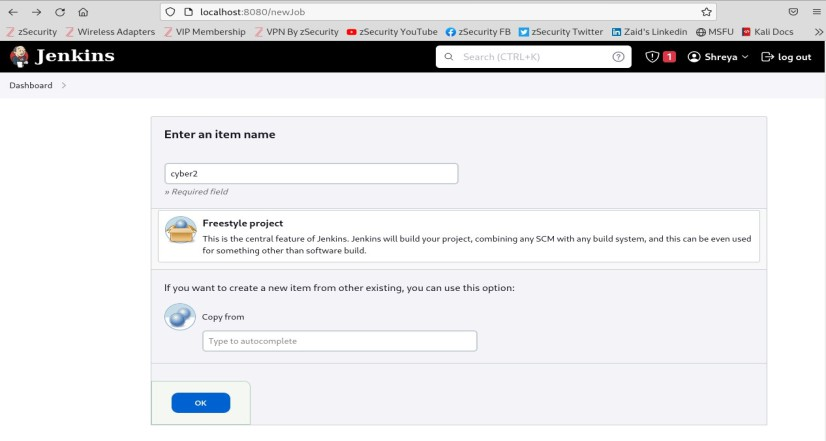 localhost:8080/newJob
zSecurity Wireless Adapters VIP Membership VPN By zSecurity zSecurity YouTube zSecurity FB zSecurity Twitter Zaid's Linkedin MSFU Kali Docs
Jenkins Search (CTRL+K) 1 Shreya log out
Dashboard
Enter an item name
cyber2
» Required field
Freestyle project
This is the central feature of Jenkins. Jenkins will build your project, combining any SCM with any build system, and this can be even used
for something other than software build.
If you want to create a new item from other existing, you can use this option:
Copy from
Type to autocomplete
OK